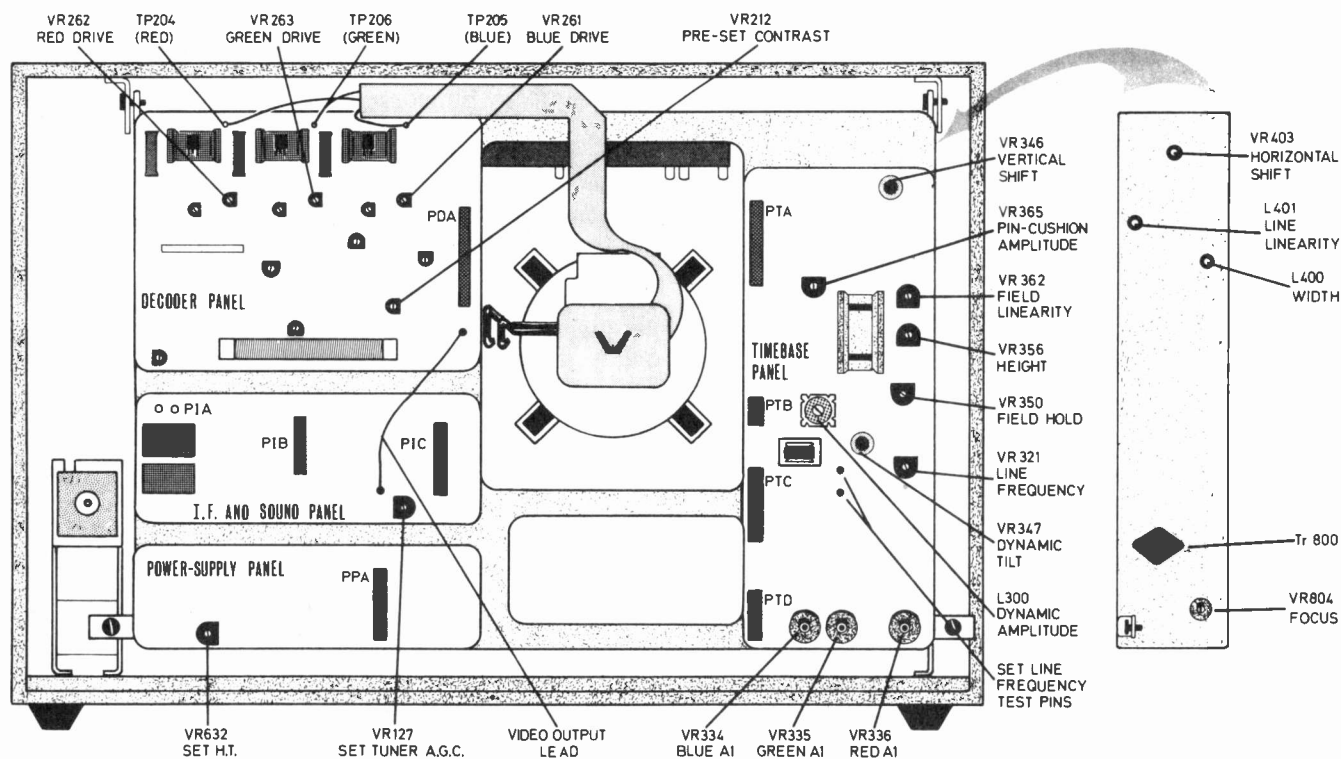 VR262
RED DRIVE
TP204
(RED)
VR263
GREEN DRIVE
TP206
(GREEN)
TP205
(BLUE)
VR261
BLUE DRIVE
VR212
PRE-SET CONTRAST
PDA
DECODER PANEL
PIA
PIB
PIC
I.F. AND SOUND PANEL
POWER-SUPPLY PANEL
PPA
PTA
TIMEBASE
PANEL
PTB
PTC
PTD
VR346
VERTICAL
SHIFT
VR365
PIN-CUSHION
AMPLITUDE
VR362
FIELD
LINEARITY
VR356
HEIGHT
VR350
FIELD HOLD
VR321
LINE
FREQUENCY
VR347
DYNAMIC
TILT
L300
DYNAMIC
AMPLITUDE
SET LINE
FREQUENCY
TEST PINS
VR403
HORIZONTAL
SHIFT
L401
LINE
LINEARITY
L400
WIDTH
Tr 800
VR804
FOCUS
VR632
SET H.T.
VR127
SET TUNER A.G.C.
VIDEO OUTPUT
LEAD
VR334
BLUE A1
VR335
GREEN A1
VR336
RED A1